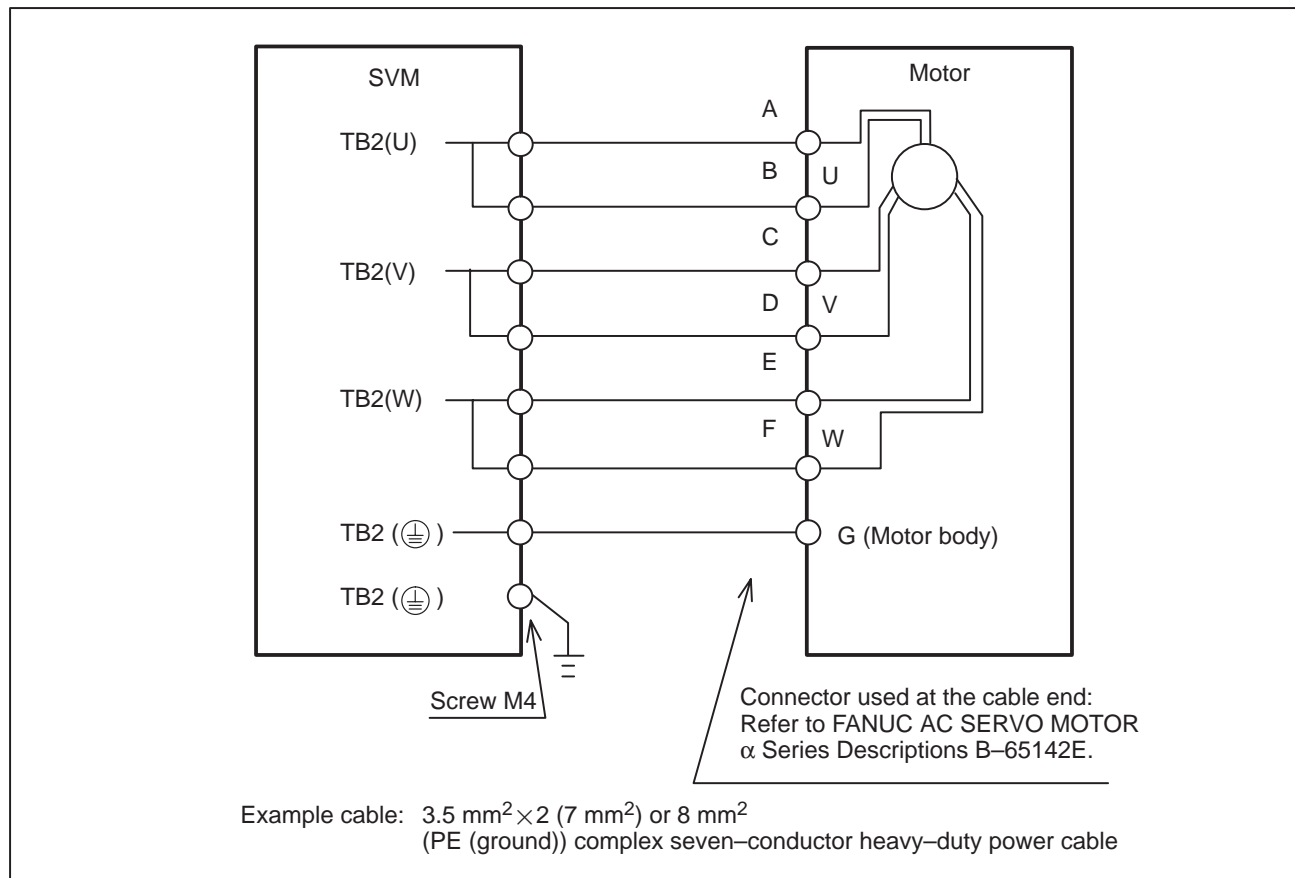 SVM
Motor
A
TB2(U)
B
U
C
TB2(V)
D
V
E
TB2(W)
F
W
TB2 ( )
G (Motor body)
TB2 ( )
Screw M4
Connector used at the cable end:
Refer to FANUC AC SERVO MOTOR
α Series Descriptions B–65142E.
Example cable: 3.5 mm²×2 (7 mm²) or 8 mm²
(PE (ground)) complex seven–conductor heavy–duty power cable